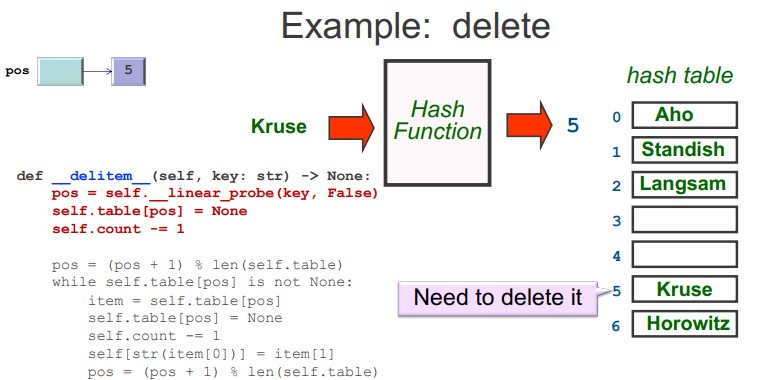 Example: delete
pos
5
Kruse
Hash
Function
5
hash table
0 Aho
1 Standish
2 Langsam
3
4
5 Kruse
6 Horowitz
Need to delete it
def __delitem__(self, key: str) -> None:
    pos = self.__linear_probe(key, False)
    self.table[pos] = None
    self.count -= 1
    pos = (pos + 1) % len(self.table)
    while self.table[pos] is not None:
        item = self.table[pos]
        self.table[pos] = None
        self.count -= 1
        self[str(item[0])] = item[1]
        pos = (pos + 1) % len(self.table)